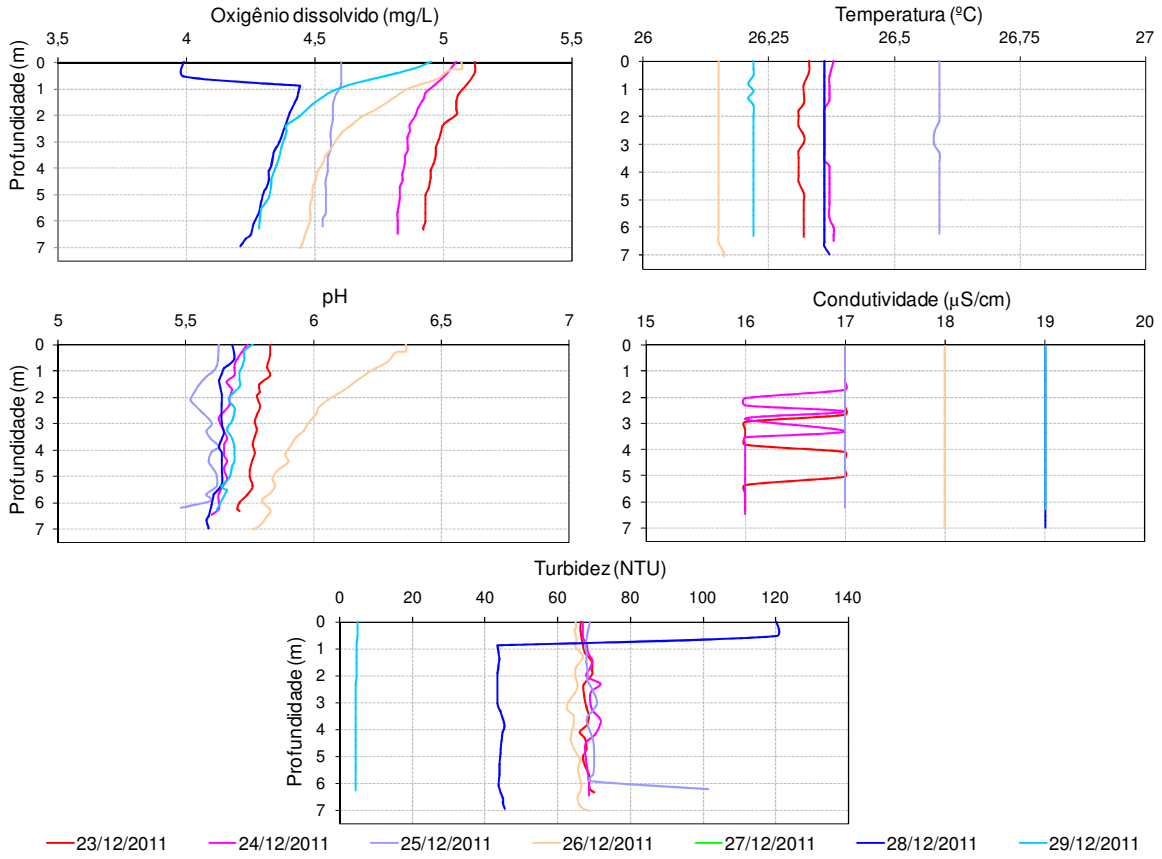 Oxigênio dissolvido (mg/L)
3,5 4 4,5 5 5,5
Profundidade (m)
0
1
2
3
4
5
6
7
Temperatura (ºC)
26 26,25 26,5 26,75 27
0
1
2
3
4
5
6
7
pH
5 5,5 6 6,5 7
Profundidade (m)
0
1
2
3
4
5
6
7
Condutividade (µS/cm)
15 16 17 18 19 20
0
1
2
3
4
5
6
7
Turbidez (NTU)
0 20 40 60 80 100 120 140
Profundidade (m)
0
1
2
3
4
5
6
7
23/12/2011 24/12/2011 25/12/2011 26/12/2011 27/12/2011 28/12/2011 29/12/2011